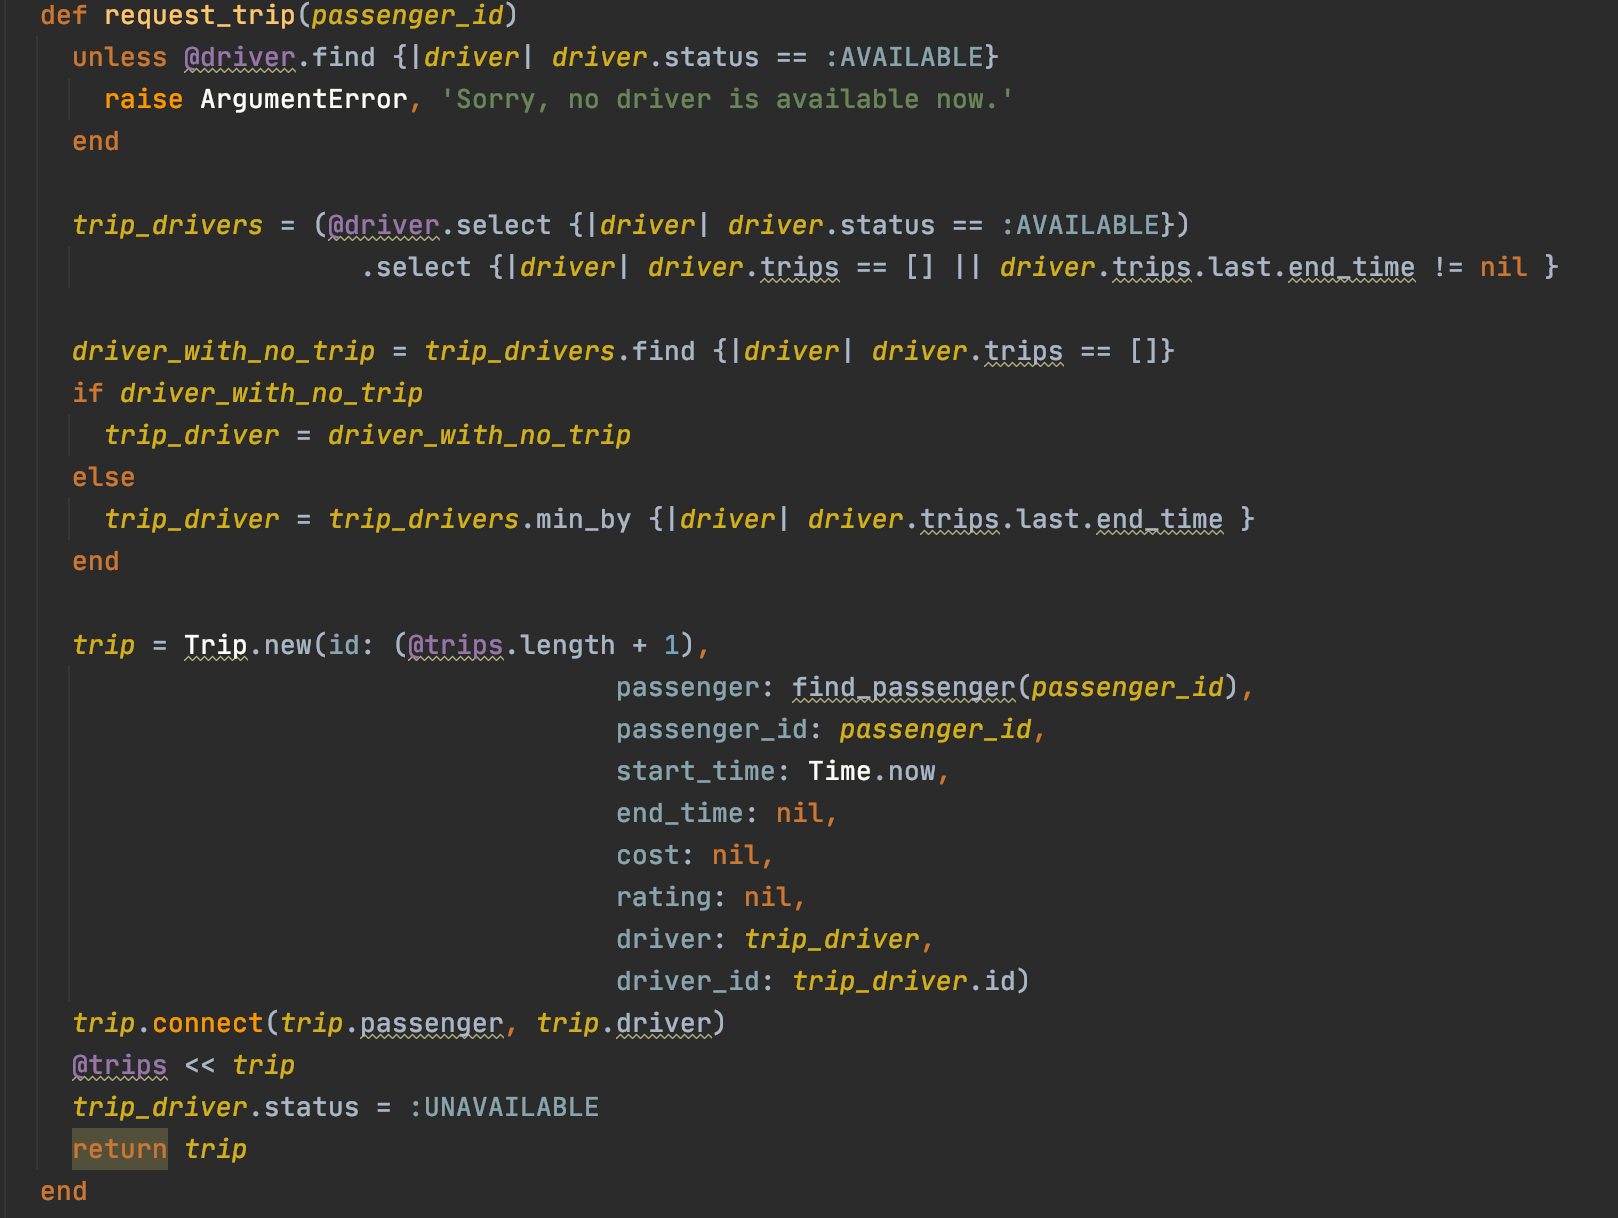 def request_trip(passenger_id)
  unless @driver.find {|driver| driver.status == :AVAILABLE}
    raise ArgumentError, 'Sorry, no driver is available now.'
  end

  trip_drivers = (@driver.select {|driver| driver.status == :AVAILABLE})
                    .select {|driver| driver.trips == [] || driver.trips.last.end_time != nil }

  driver_with_no_trip = trip_drivers.find {|driver| driver.trips == []}
  if driver_with_no_trip
    trip_driver = driver_with_no_trip
  else
    trip_driver = trip_drivers.min_by {|driver| driver.trips.last.end_time }
  end

  trip = Trip.new(id: (@trips.length + 1),
                                    passenger: find_passenger(passenger_id),
                                    passenger_id: passenger_id,
                                    start_time: Time.now,
                                    end_time: nil,
                                    cost: nil,
                                    rating: nil,
                                    driver: trip_driver,
                                    driver_id: trip_driver.id)
  trip.connect(trip.passenger, trip.driver)
  @trips << trip
  trip_driver.status = :UNAVAILABLE
  return trip
end